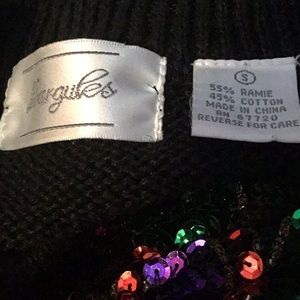 S
55% RAMIE
45% COTTON
MADE IN CHINA
RN 67720
REVERSE FOR CARE